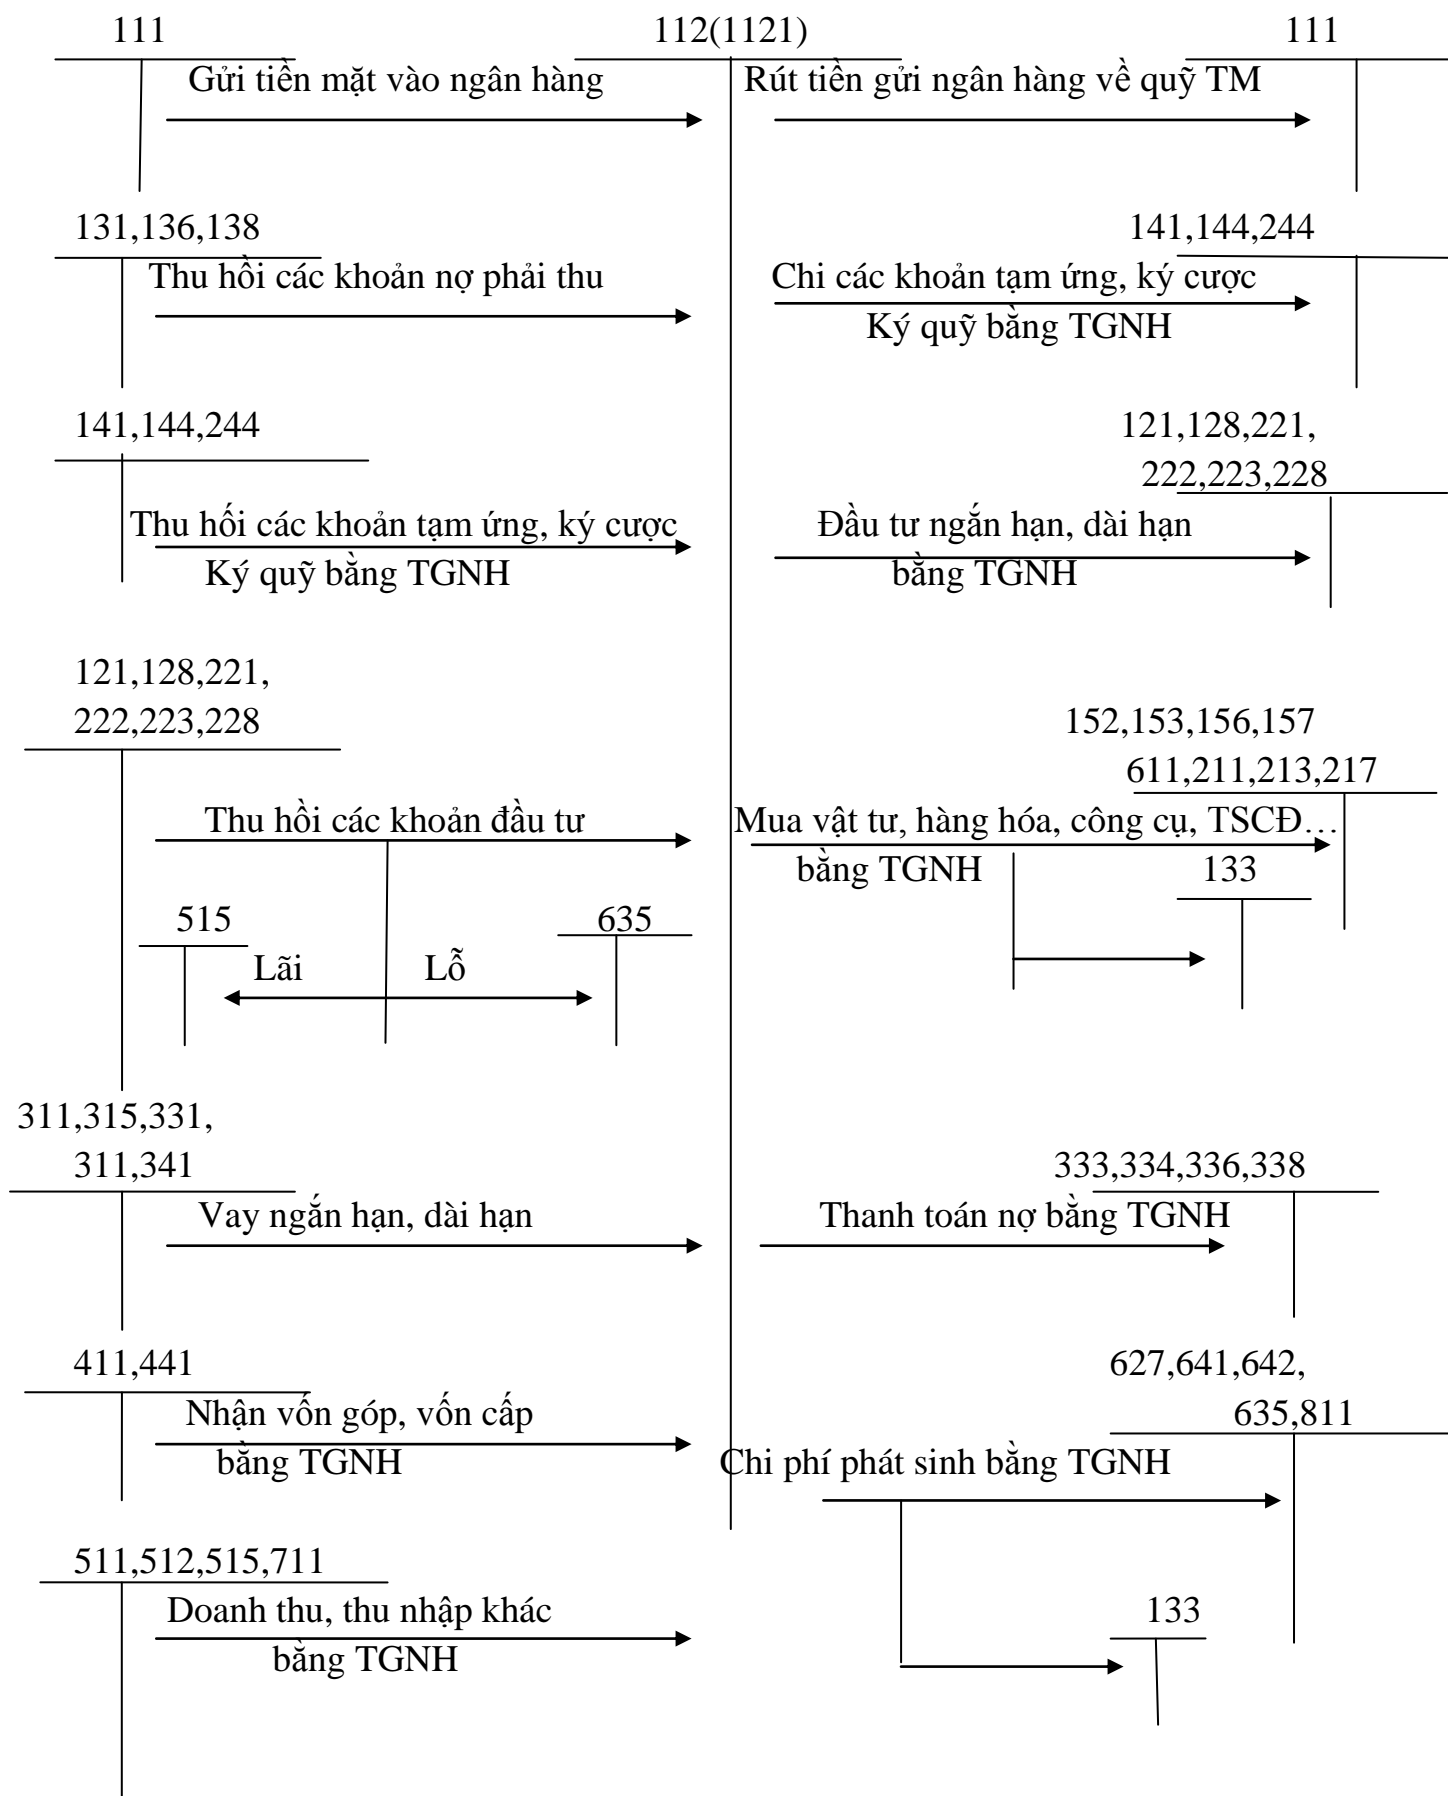 111
112(1121)
111
Gửi tiền mặt vào ngân hàng
Rút tiền gửi ngân hàng về quỹ TM
131,136,138
141,144,244
Thu hồi các khoản nợ phải thu
Chi các khoản tạm ứng, ký cược
Ký quỹ bằng TGNH
141,144,244
121,128,221,
222,223,228
Thu hối các khoản tạm ứng, ký cược
Ký quỹ bằng TGNH
Đầu tư ngắn hạn, dài hạn
bằng TGNH
121,128,221,
222,223,228
152,153,156,157
611,211,213,217
Thu hồi các khoản đầu tư
Mua vật tư, hàng hóa, công cụ, TSCĐ…
bằng TGNH
133
515
635
Lãi
Lỗ
311,315,331,
311,341
333,334,336,338
Vay ngắn hạn, dài hạn
Thanh toán nợ bằng TGNH
411,441
627,641,642,
635,811
Nhận vốn góp, vốn cấp
bằng TGNH
Chi phí phát sinh bằng TGNH
511,512,515,711
Doanh thu, thu nhập khác
bằng TGNH
133